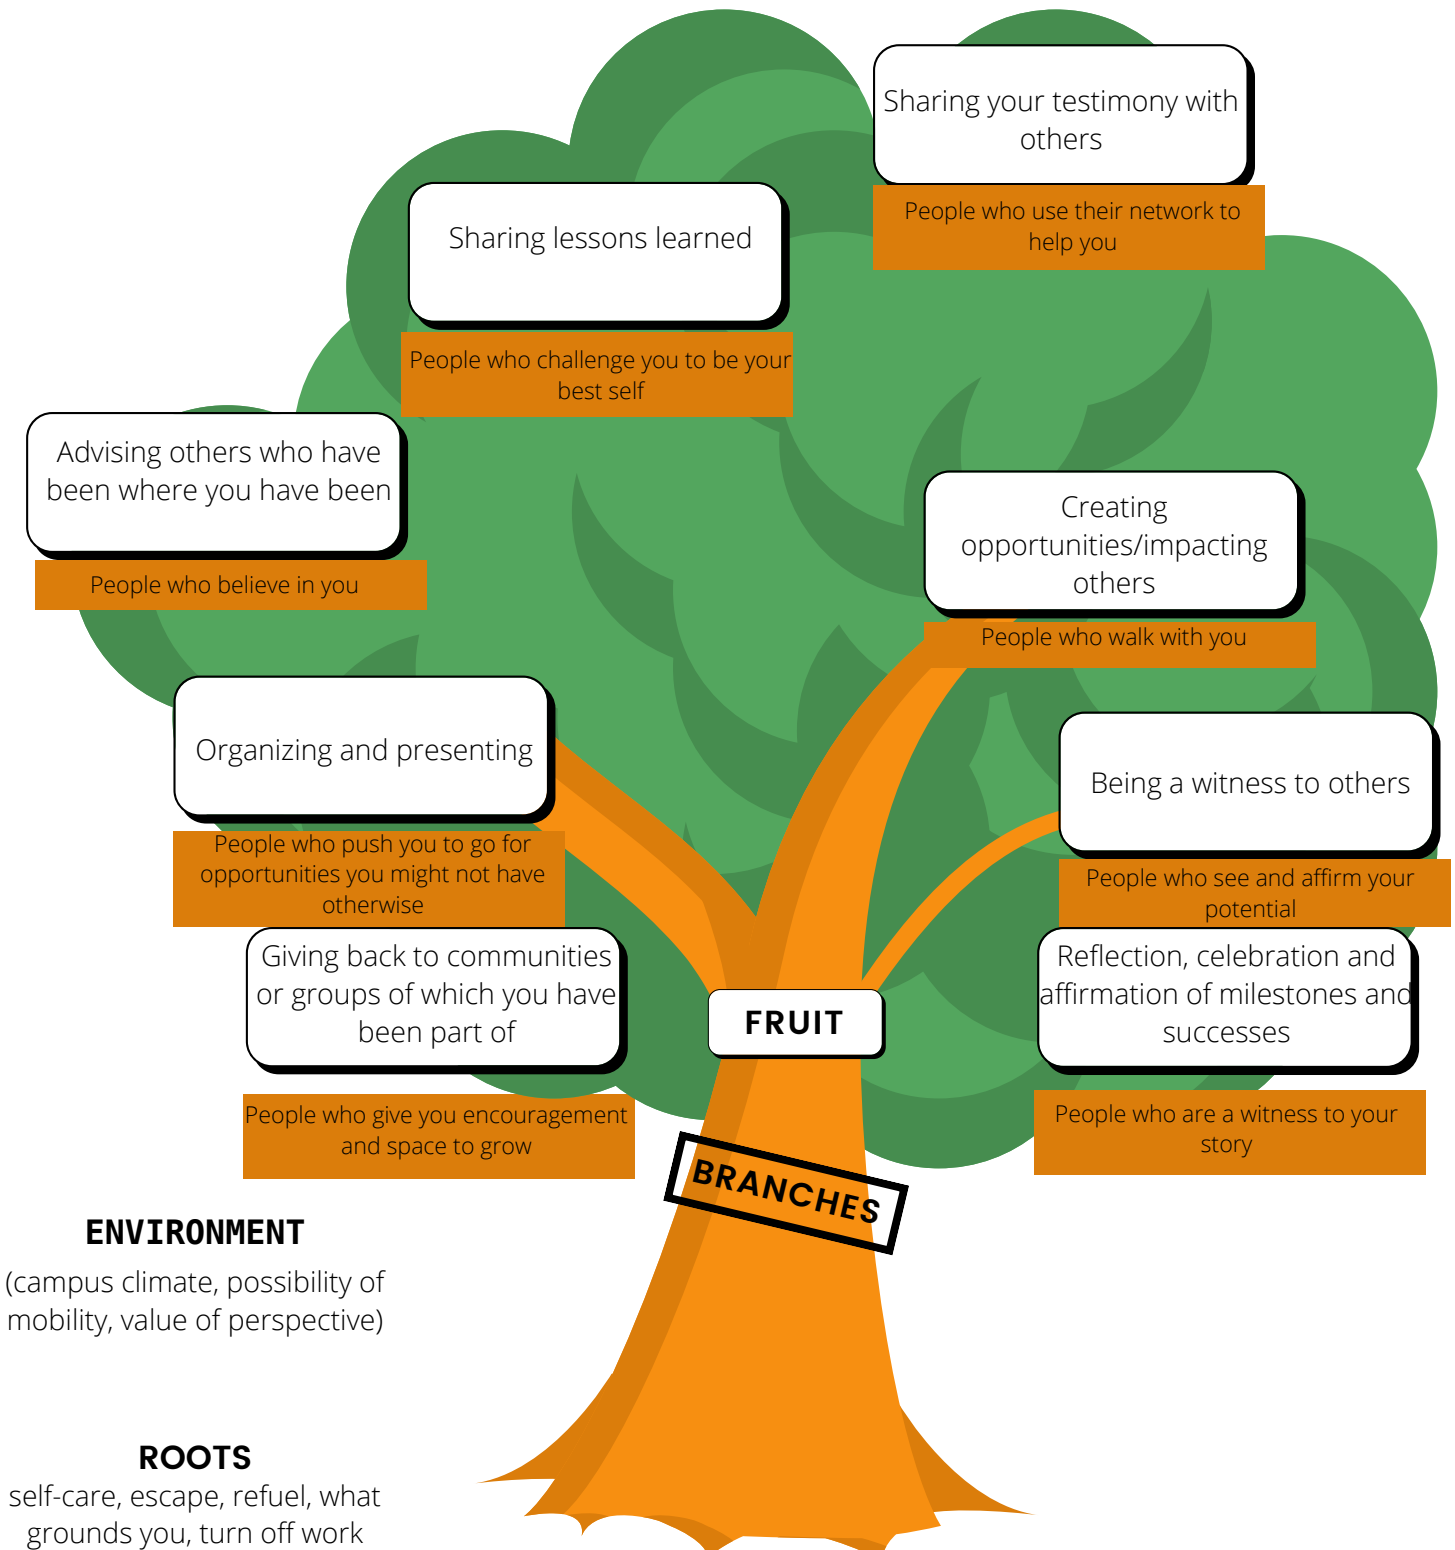 Sharing your testimony with
others
People who use their network to
help you
Sharing lessons learned
People who challenge you to be your
best self
Advising others who have
been where you have been
People who believe in you
Creating
opportunities/impacting
others
People who walk with you
Organizing and presenting
People who push you to go for
opportunities you might not have
otherwise
Being a witness to others
People who see and affirm your
potential
Giving back to communities
or groups of which you have
been part of
People who give you encouragement
and space to grow
FRUIT
Reflection, celebration and
affirmation of milestones and
successes
People who are a witness to your
story
BRANCHES
ENVIRONMENT
(campus climate, possibility of
mobility, value of perspective)
ROOTS
self-care, escape, refuel, what
grounds you, turn off work